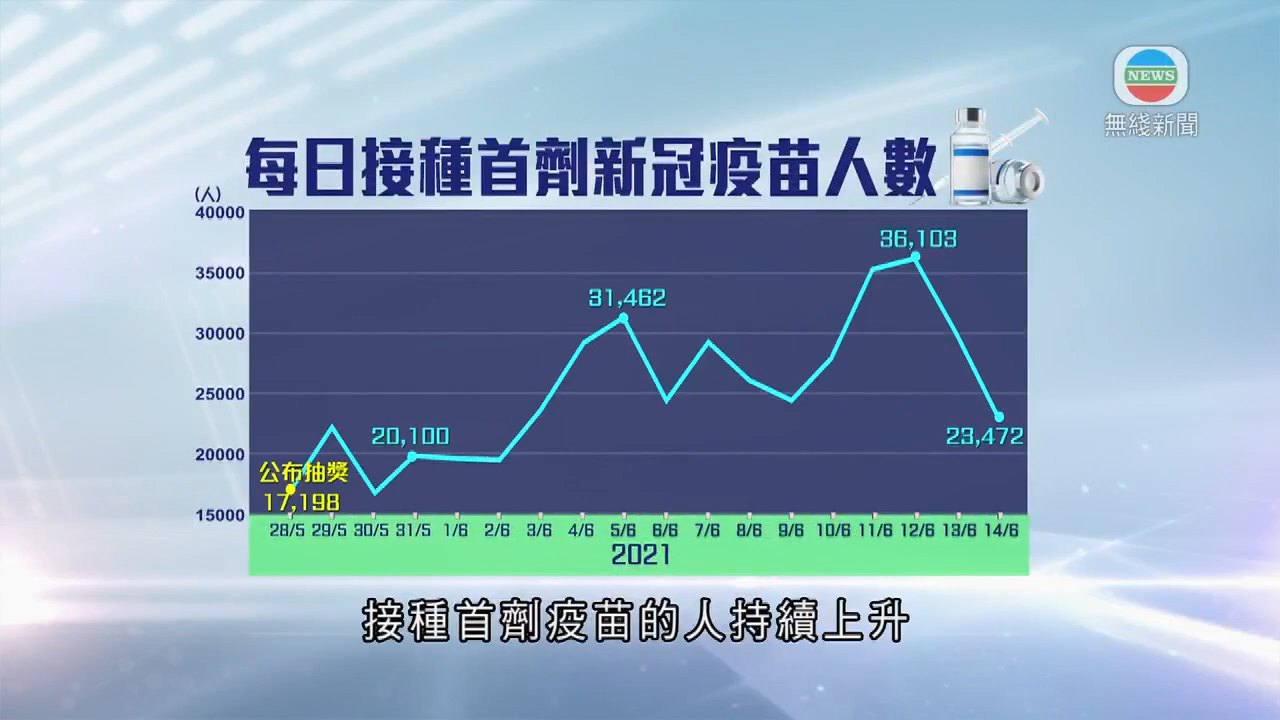 NEWS
無綫新聞
每日接種首劑新冠疫苗人數
(人)
40000
36,103
35000
31,462
30000
25000
20,100
23,472
20000
公布抽獎
17,198
15000
28/5 29/5 30/5 31/5 1/6 2/6 3/6 4/6 5/6 6/6 7/6 8/6 9/6 10/6 11/6 12/6 13/6 14/6
2021
接種首劑疫苗的人持續上升